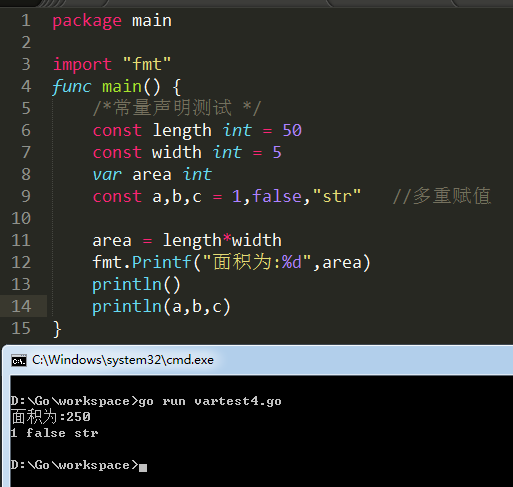 1 package main
2
3 import "fmt"
4 func main() {
5 /*常量声明测试 */
6 const length int = 50
7 const width int = 5
8 var area int
9 const a,b,c = 1,false,"str" //多重赋值
10
11 area = length*width
12 fmt.Printf("面积为:%d",area)
13 println()
14 println(a,b,c)
15 }
C:\Windows\system32\cmd.exe
D:\Go\workspace>go run vartest4.go
面积为:250
1 false str
D:\Go\workspace>